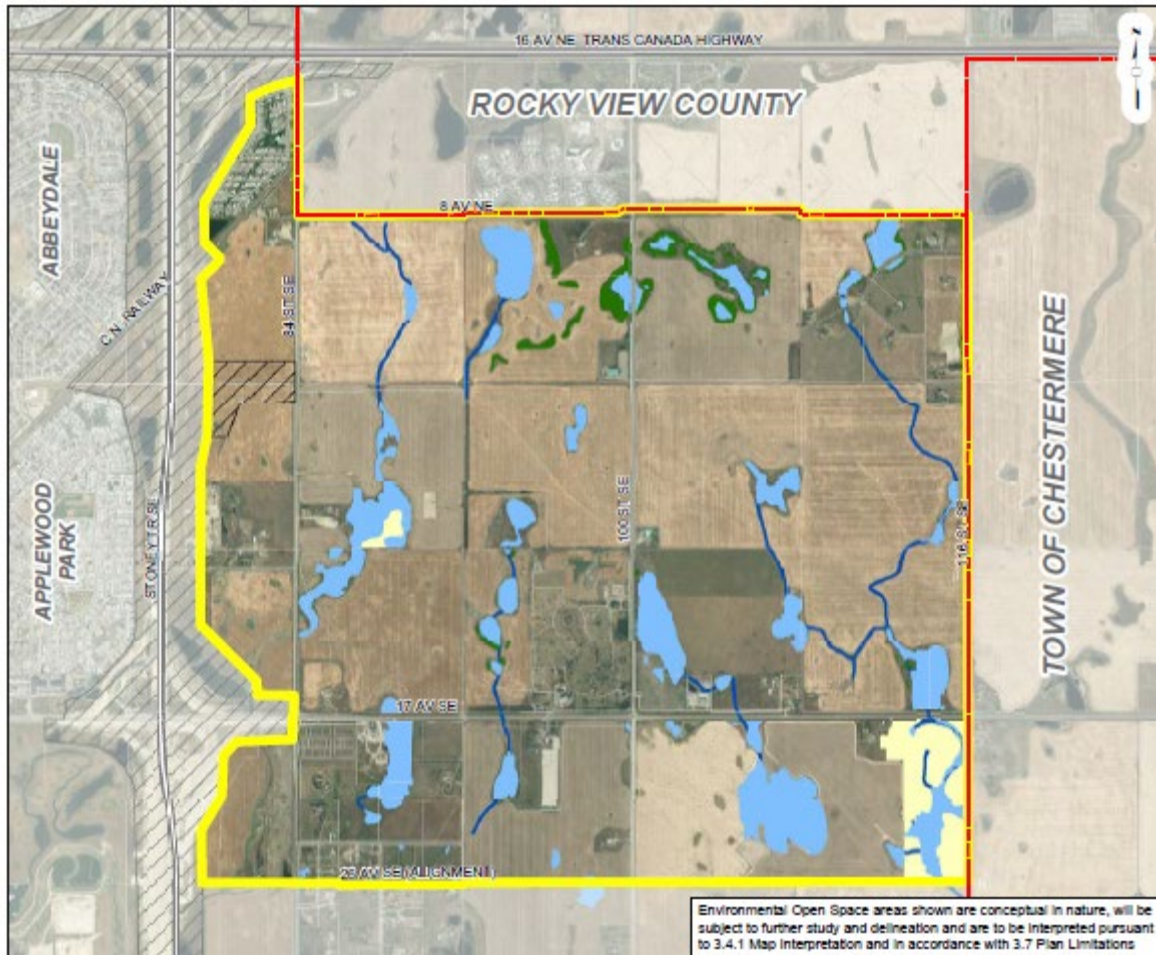 16 AV NE TRANS CANADA HIGHWAY
N
ROCKY VIEW COUNTY
ABBEYDALE
8 AV NE
C.N. RAILWAY
84 ST SE
TOWN OF CHESTERMERE
APPLEWOOD
PARK
STONEY TR SE
100 ST SE
116 ST SE
17 AV SE
26 AV SE (ALIGNMENT)
Environmental Open Space areas shown are conceptual in nature, will be
subject to further study and delineation and are to be interpreted pursuant
to 3.4.1 Map Interpretation and in accordance with 3.7 Plan Limitations